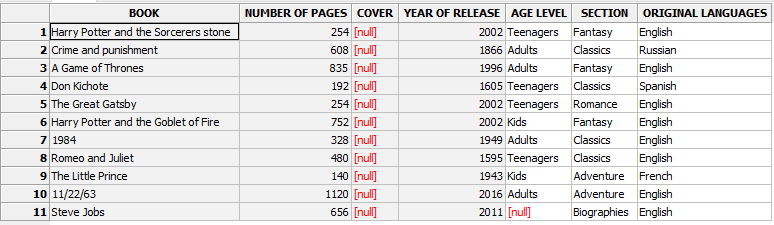 BOOK NUMBER OF PAGES COVER YEAR OF RELEASE AGE LEVEL SECTION ORIGINAL LANGUAGES
1 Harry Potter and the Sorcerers stone 254 [null] 2002 Teenagers Fantasy English
2 Crime and punishment 608 [null] 1866 Adults Classics Russian
3 A Game of Thrones 835 [null] 1996 Adults Fantasy English
4 Don Kichote 192 [null] 1605 Teenagers Classics Spanish
5 The Great Gatsby 254 [null] 2002 Teenagers Romance English
6 Harry Potter and the Goblet of Fire 752 [null] 2002 Kids Fantasy English
7 1984 328 [null] 1949 Adults Classics English
8 Romeo and Juliet 480 [null] 1595 Teenagers Classics English
9 The Little Prince 140 [null] 1943 Kids Adventure French
10 11/22/63 1120 [null] 2016 Adults Adventure English
11 Steve Jobs 656 [null] 2011 [null] Biographies English